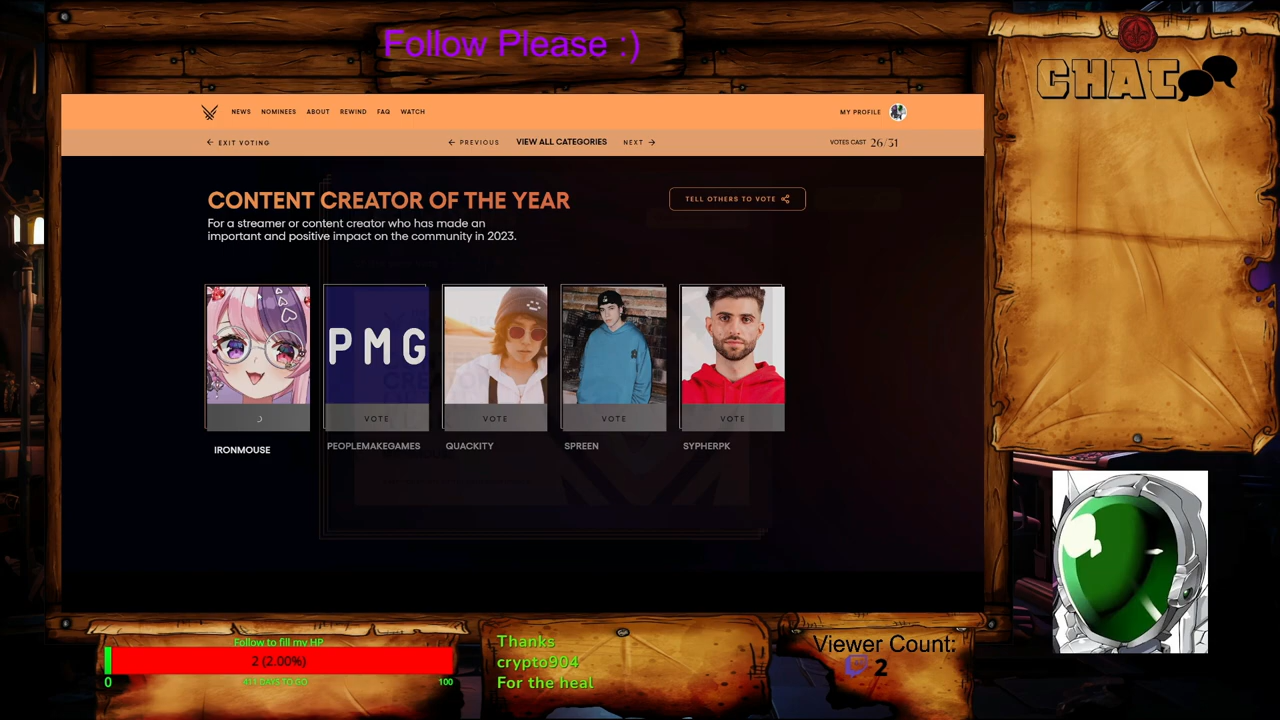 Follow Please :)
CHAT
NEWS NOMINEES ABOUT REWIND FAQ WATCH
MY PROFILE
EXIT VOTING
PREVIOUS VIEW ALL CATEGORIES NEXT
VOTES CAST 26/31
CONTENT CREATOR OF THE YEAR
TELL OTHERS TO VOTE
For a streamer or content creator who has made an
important and positive impact on the community in 2023.
PMG
VOTE VOTE VOTE VOTE
IRONMOUSE PEOPLEMAKEGAMES QUACKITY SPREEN SYPHERPK
Follow to fill my HP
2 (2.00%)
0 DAYS TO GO 100
Thanks
crypto904
For the heal
Viewer Count:
2